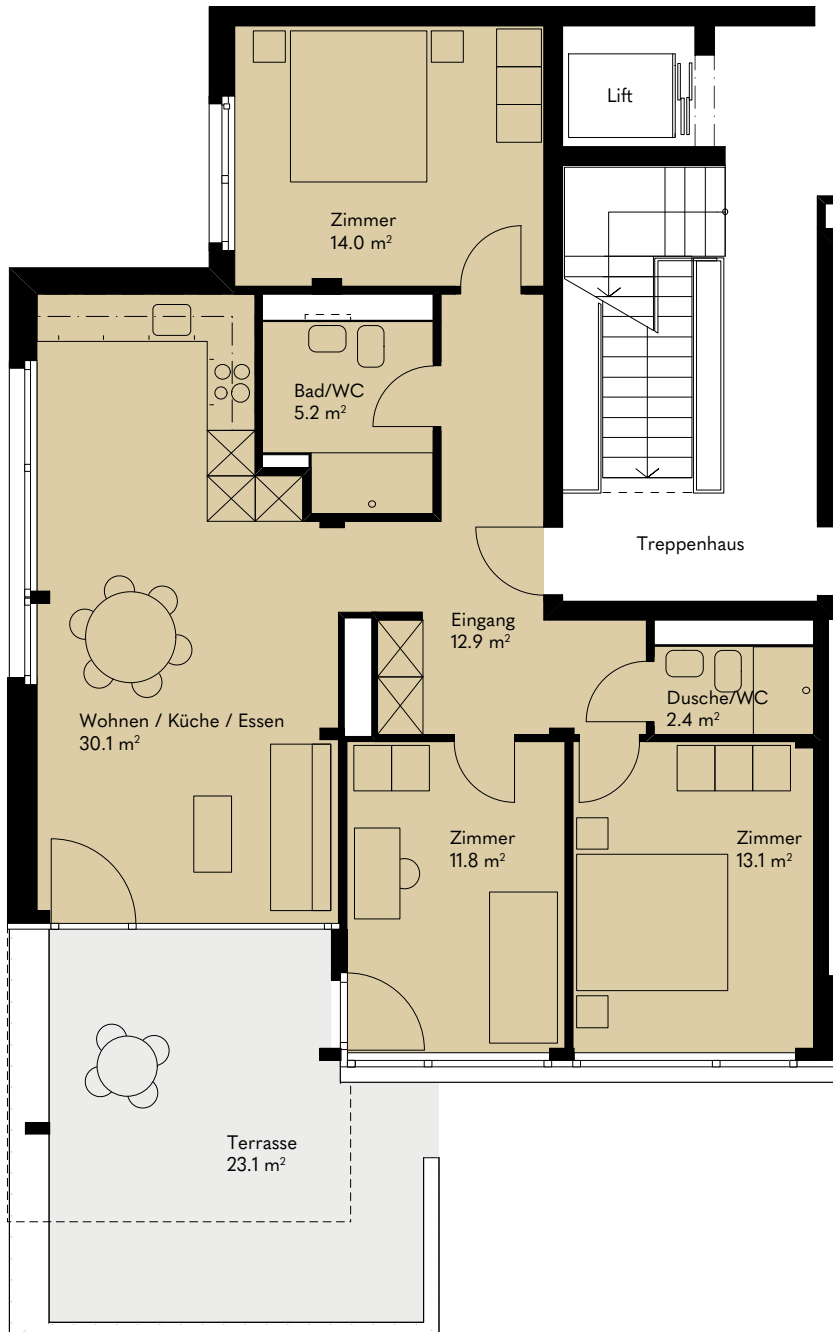 Lift
Zimmer
14.0 m²
Bad/WC
5.2 m²
Treppenhaus
Eingang
12.9 m²
Dusche/WC
2.4 m²
Wohnen / Küche / Essen
30.1 m²
Zimmer
11.8 m²
Zimmer
13.1 m²
Terrasse
23.1 m²